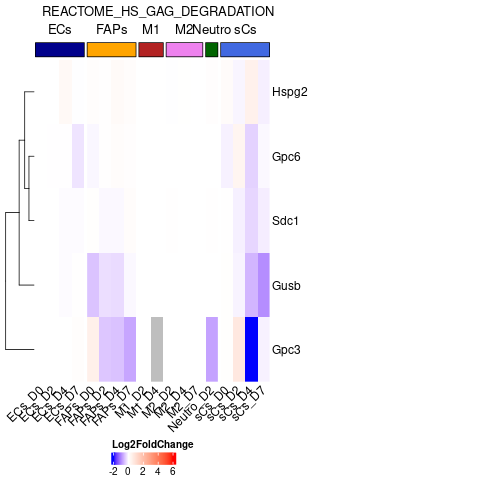 REACTOME_HS_GAG_DEGRADATION
ECs FAPs M1 M2 Neutro sCs
Hspg2
Gpc6
Sdc1
Gusb
Gpc3
ECs_D0 ECs_D2 ECs_D4 ECs_D7 FAPs_D0 FAPs_D2 FAPs_D4 FAPs_D7 M1_D2 M1_D4 M2_D2 M2_D4 M2_D7 Neutro_D2 sCs_D0 sCs_D2 sCs_D4 sCs_D7
Log2FoldChange
-2 0 2 4 6